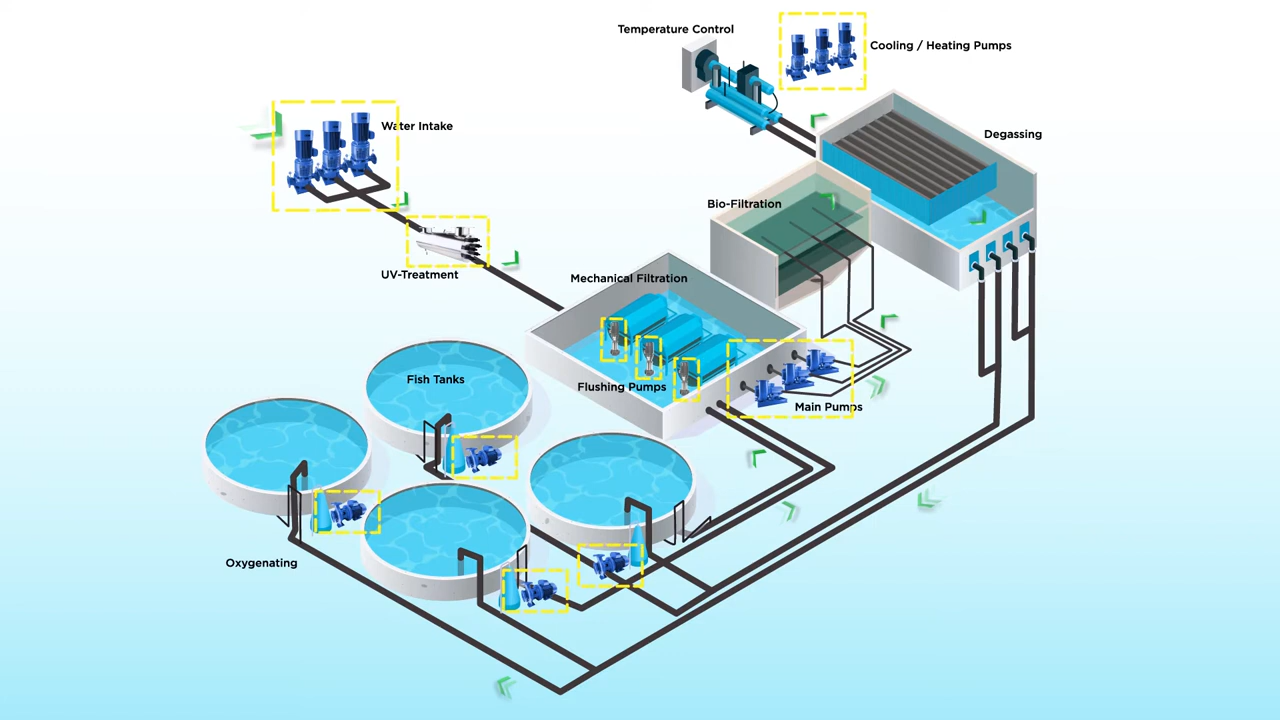 Temperature Control
Cooling / Heating Pumps
Water Intake
Degassing
Bio-Filtration
UV-Treatment
Mechanical Filtration
Fish Tanks
Flushing Pumps
Main Pumps
Oxygenating